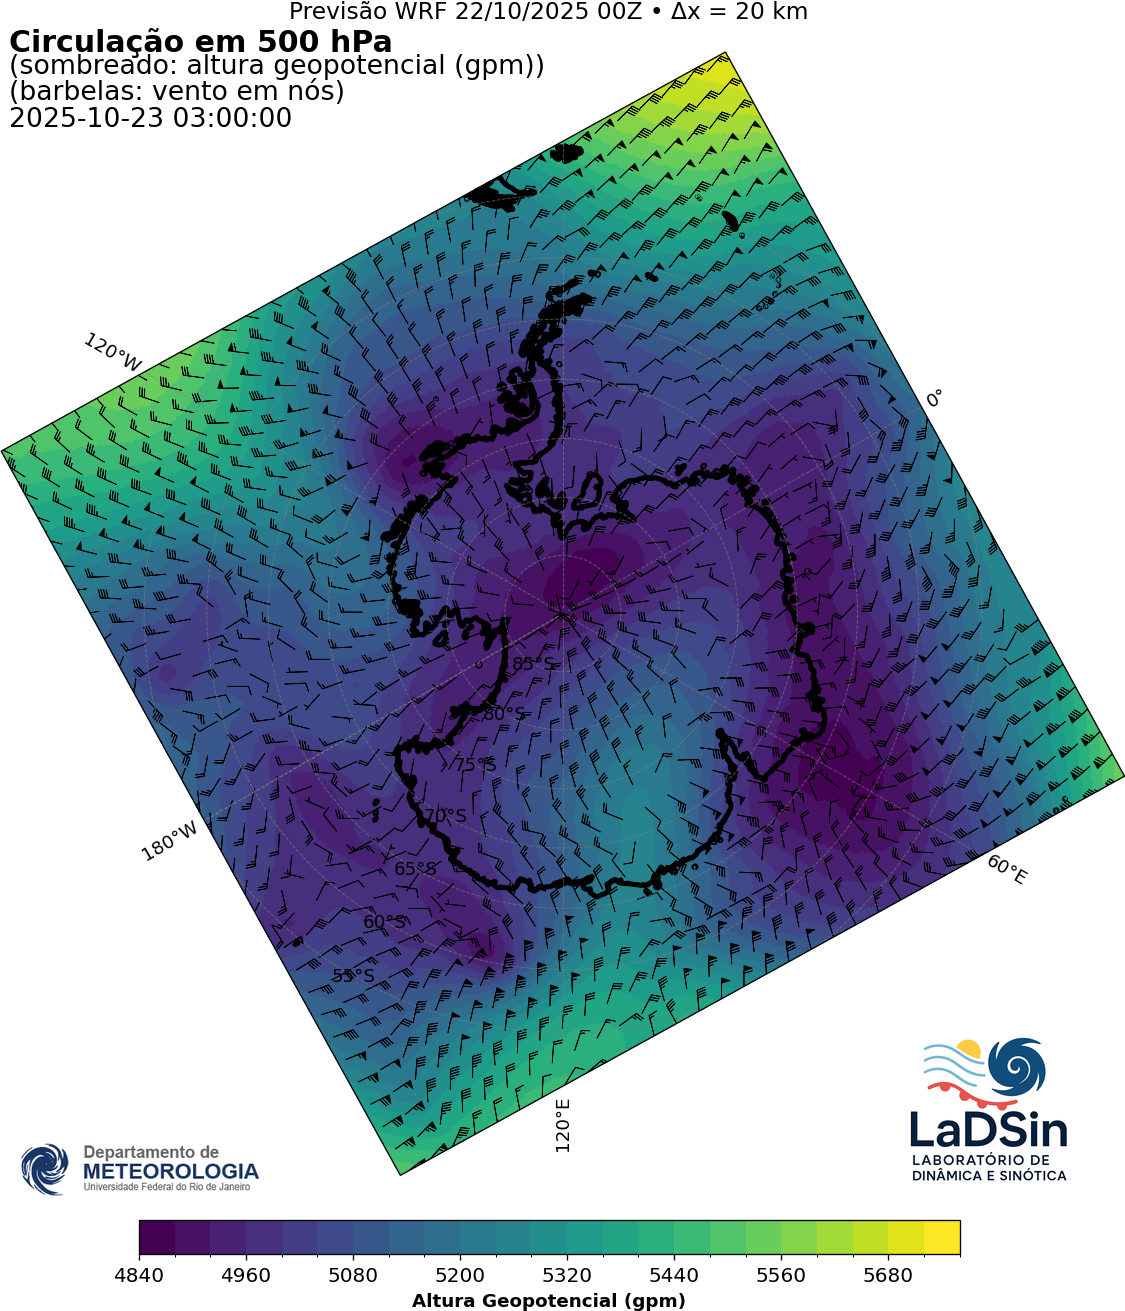 Previsão WRF 22/10/2025 00Z • Δx = 20 km
Circulação em 500 hPa
(sombreado: altura geopotencial (gpm))
(barbelas: vento em nós)
2025-10-23 03:00:00
120°W
0°
85°S
80°S
75°S
70°S
180°W
65°S
60°E
60°S
55°S
120°E
LaDSin
LABORATÓRIO DE
DINÂMICA E SINÓTICA
Departamento de
METEOROLOGIA
Universidade Federal do Rio de Janeiro
4840 4960 5080 5200 5320 5440 5560 5680
Altura Geopotencial (gpm)